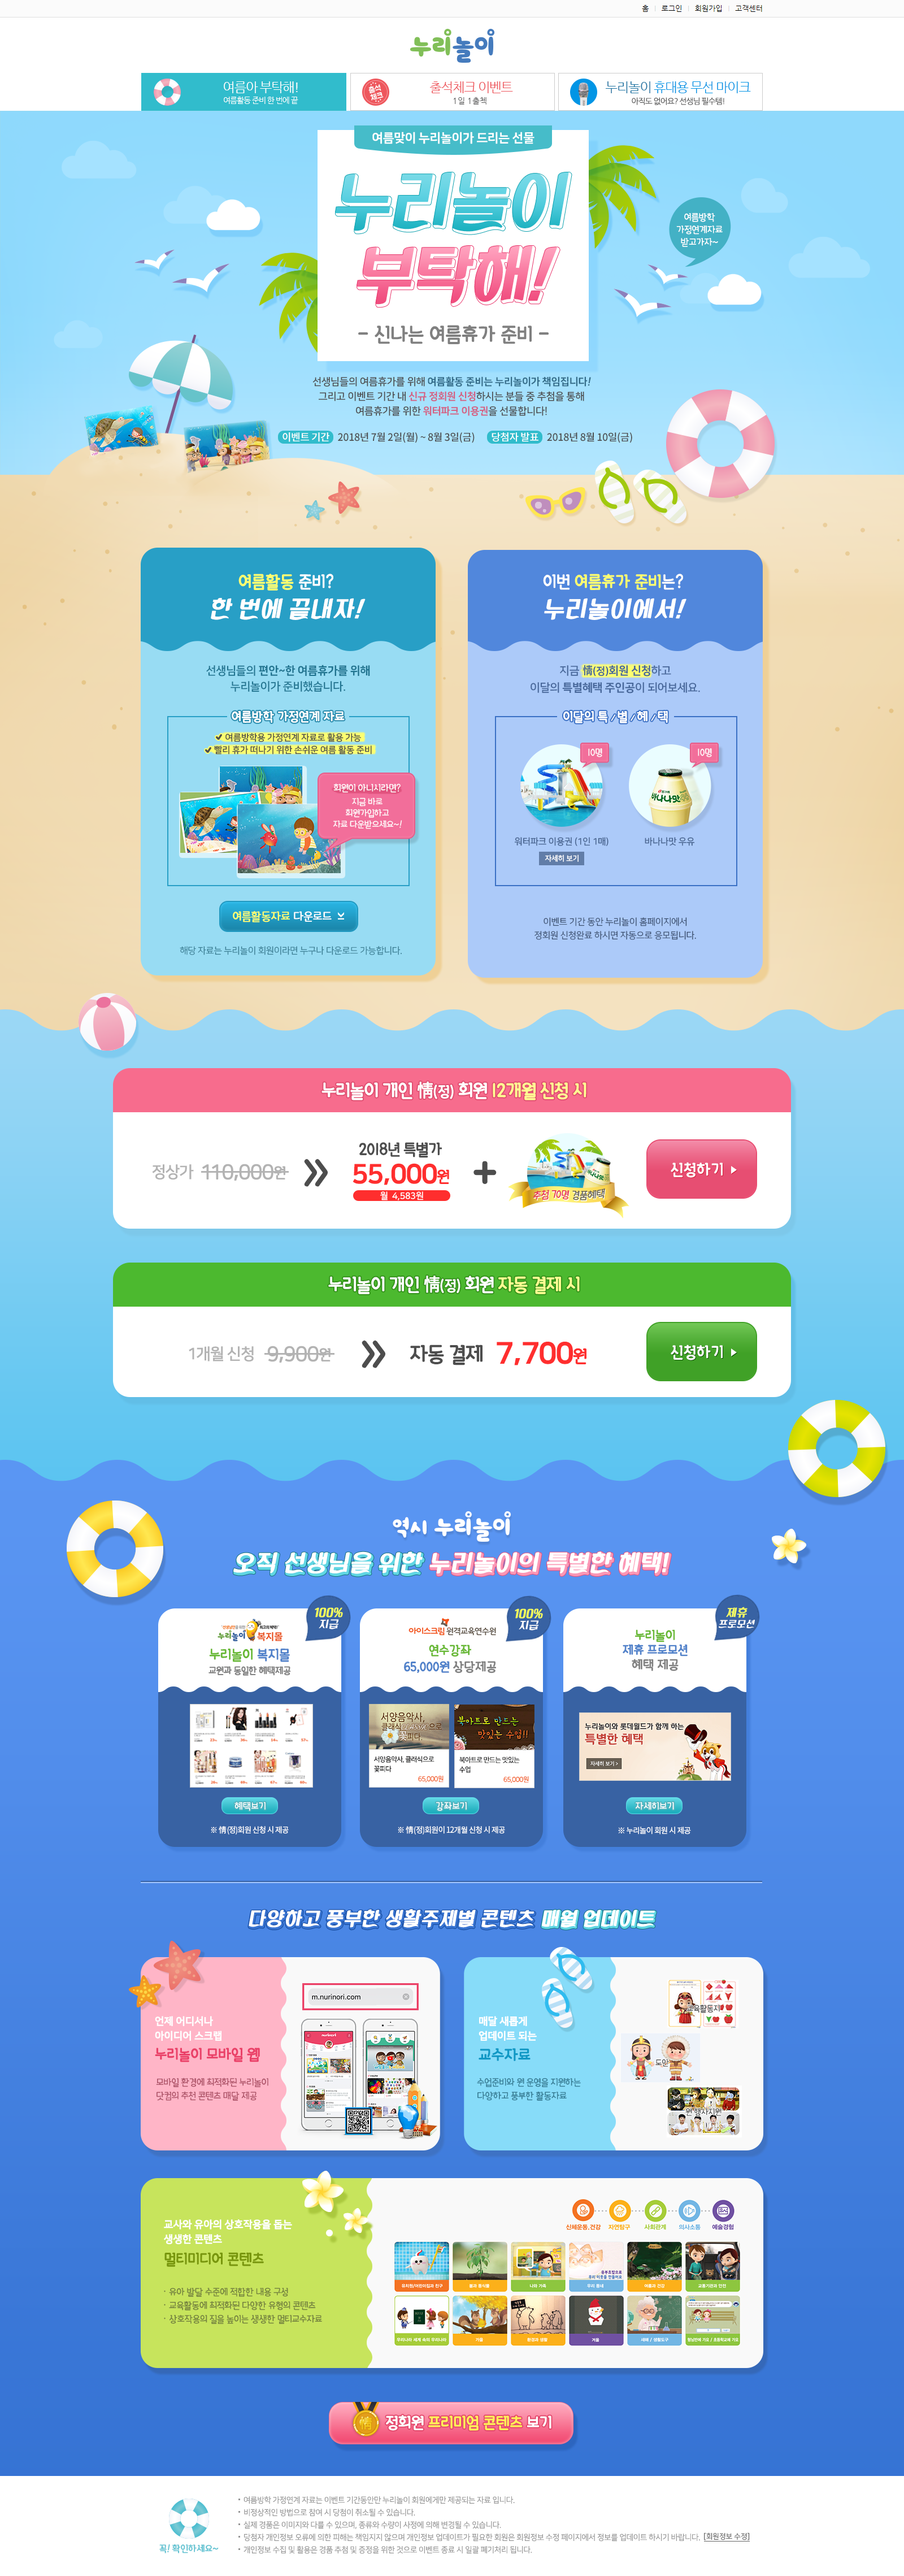 홈 로그인 회원가입 고객센터
누리놀이
여름아 부탁해!
여름활동 준비 한 번에 끝
출석체크
출석체크 이벤트
1일 1출첵
누리놀이 휴대용 무선 마이크
아직도 없어요? 선생님 필수템!
여름맞이 누리놀이가 드리는 선물
누리놀이
부탁해!
- 신나는 여름휴가 준비 -
여름방학
가정연계자료
받고가자~
선생님들의 여름휴가를 위해 여름활동 준비는 누리놀이가 책임집니다!
그리고 이벤트 기간 내 신규 정회원 신청하시는 분들 중 추첨을 통해
여름휴가를 위한 워터파크 이용권을 선물합니다!
이벤트 기간 2018년 7월 2일(월) ~ 8월 3일(금) 당첨자 발표 2018년 8월 10일(금)
여름활동 준비?
한 번에 끝내자!
선생님들의 편안~한 여름휴가를 위해
누리놀이가 준비했습니다.
여름방학 가정연계 자료
여름방학용 가정연계 자료로 활용 가능
빨리 휴가 떠나기 위한 손쉬운 여름 활동 준비
회원이 아니시라면?
지금 바로
회원가입하고
자료 다운받으세요~!
여름활동자료 다운로드
해당 자료는 누리놀이 회원이라면 누구나 다운로드 가능합니다.
이번 여름휴가 준비는?
누리놀이에서!
지금 情(정)회원 신청하고
이달의 특별혜택 주인공이 되어보세요.
이달의 특/별/혜/택
10명
10명
바나나맛
워터파크 이용권 (1인 1매)
바나나맛 우유
자세히 보기
이벤트 기간 동안 누리놀이 홈페이지에서
정회원 신청완료 하시면 자동으로 응모됩니다.
누리놀이 개인 情(정) 회원 12개월 신청 시
정상가 110,000원
2018년 특별가
55,000원
월 4,583원
+
추첨 70명 경품혜택
신청하기
누리놀이 개인 情(정) 회원 자동 결제 시
1개월 신청 9,900원
자동 결제 7,700원
신청하기
역시 누리놀이
오직 선생님을 위한 누리놀이의 특별한 혜택!
100%
지급
누리놀이 복지몰
누리놀이 복지몰
교원과 동일한 혜택제공
혜택보기
※ 情(정)회원 신청 시 제공
100%
지급
아이스크림 원격교육연수원
연수강좌
65,000원 상당제공
서양음악사,
클래식으로
꽃피다
서양음악사, 클래식으로
꽃피다
65,000원
북아트로 만드는
맛있는 수업!!
북아트로 만드는 맛있는
수업
65,000원
강좌보기
※ 情(정)회원이 12개월 신청 시 제공
제휴
프로모션
누리놀이
제휴 프로모션
혜택 제공
누리놀이와 롯데월드가 함께 하는
특별한 혜택
자세히 보기 >
자세히보기
※ 누리놀이 회원 시 제공
다양하고 풍부한 생활주제별 콘텐츠 매월 업데이트
언제 어디서나
아이디어 스크랩
누리놀이 모바일 웹
모바일 환경에 최적화된 누리놀이
닷컴의 추천 콘텐츠 매달 제공
m.nurinori.com
매달 새롭게
업데이트 되는
교수자료
수업준비와 원 운영을 지원하는
다양하고 풍부한 활동자료
교육활동지
도안
교사와 유아의 상호작용을 돕는
생생한 콘텐츠
멀티미디어 콘텐츠
· 유아 발달 수준에 적합한 내용 구성
· 교육활동에 최적화된 다양한 유형의 콘텐츠
· 상호작용의 질을 높이는 생생한 멀티교수자료
신체운동, 건강 자연탐구 사회관계 의사소통 예술경험
가을
겨울
정회원 프리미엄 콘텐츠 보기
꼭! 확인하세요~
• 여름방학 가정연계 자료는 이벤트 기간동안만 누리놀이 회원에게만 제공되는 자료 입니다.
• 비정상적인 방법으로 참여 시 당첨이 취소될 수 있습니다.
• 실제 경품은 이미지와 다를 수 있으며, 종류와 수량이 사정에 의해 변경될 수 있습니다.
• 당첨자 개인정보 오류에 의한 피해는 책임지지 않으며 개인정보 업데이트가 필요한 회원은 회원정보 수정 페이지에서 정보를 업데이트 하시기 바랍니다. [회원정보 수정]
• 개인정보 수집 및 활용은 경품 추첨 및 증정을 위한 것으로 이벤트 종료 시 일괄 폐기처리 됩니다.